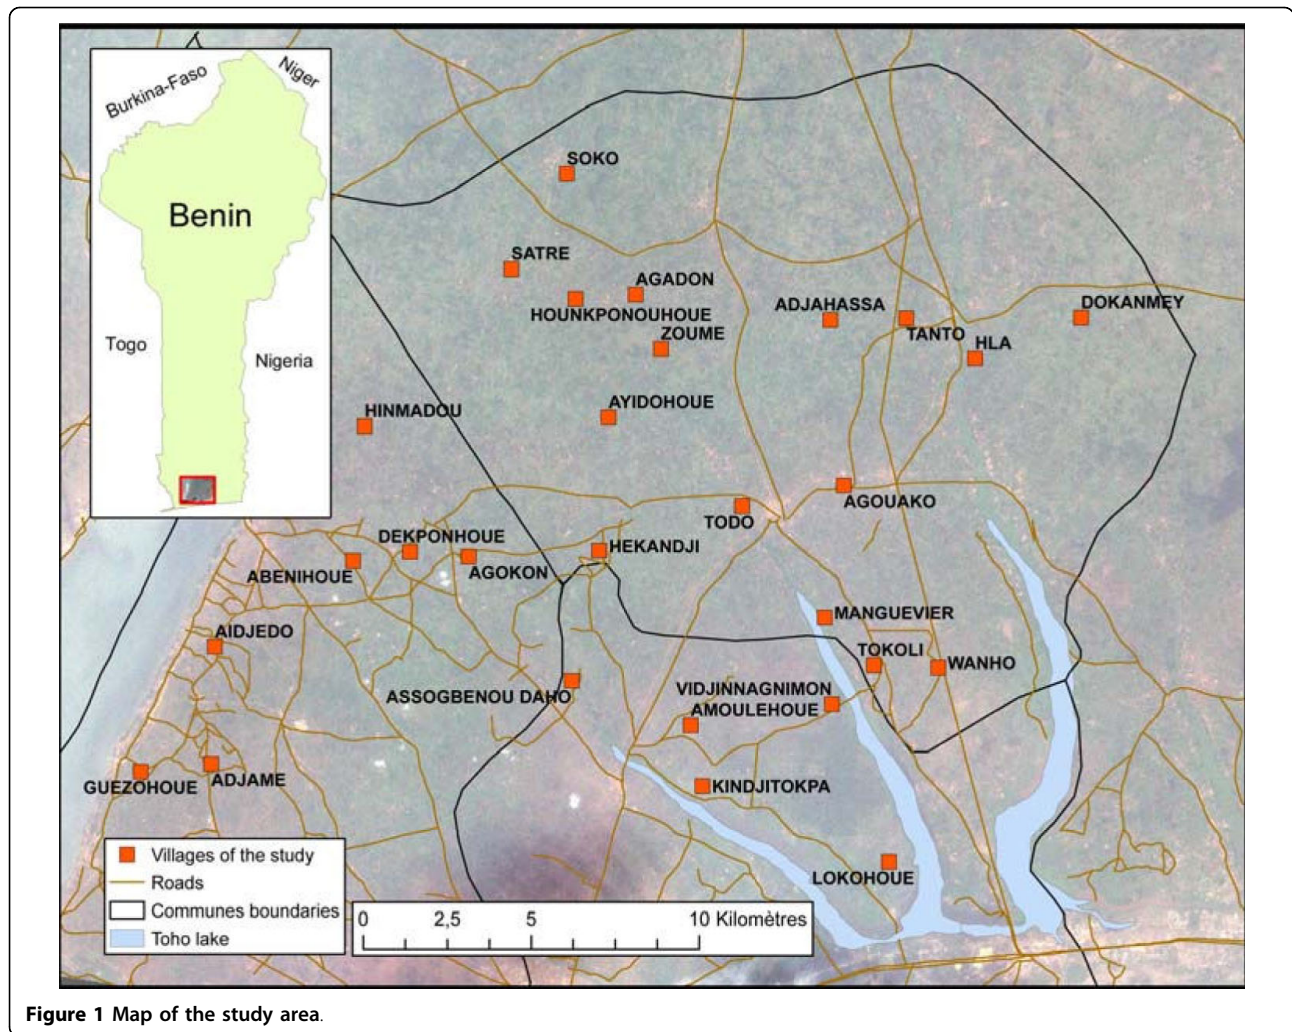 Burkina-Faso
Niger
Benin
Togo
Nigeria
SOKO
SATRE
AGADON
HOUNKPONOUHOUE
ZOUME
ADJAHASSA
TANTO
DOKANMEY
HLA
HINMADOU
AYIDOHOUE
AGOUAKO
TODO
DEKPONHOUE
HEKANDJI
ABENIHOUE
AGOKON
MANGUEVIER
AIDJEDO
TOKOLI
WANHO
ASSOGBENOU DAHO
VIDJINNAGNIMON
AMOULEHOUE
GUEZOHOUE
ADJAME
KINDJITOKPA
LOKOHOUE
Villages of the study
Roads
Communes boundaries
Toho lake
0 2,5 5 10 Kilomètres
Figure 1 Map of the study area.